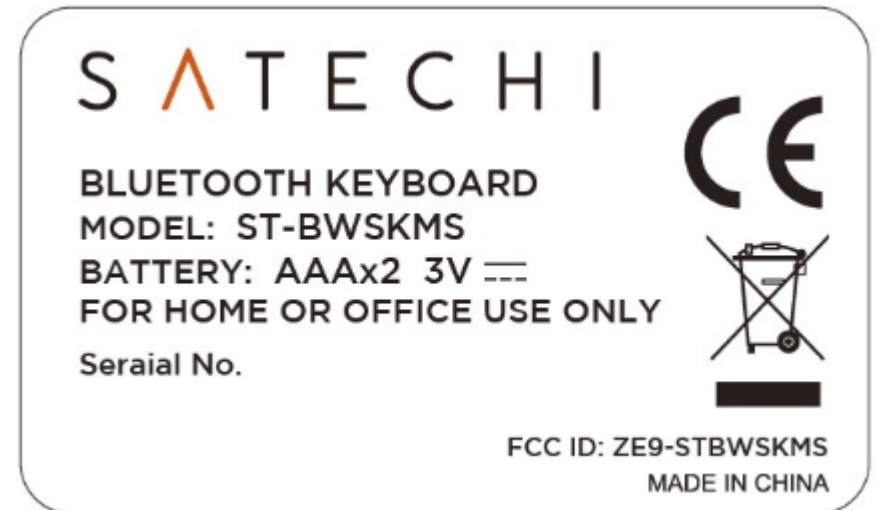 SATECHI
BLUETOOTH KEYBOARD
MODEL: ST-BWSKMS
BATTERY: AAAx2 3V
FOR HOME OR OFFICE USE ONLY
Seraial No.
CE
FCC ID: ZE9-STBWSKMS
MADE IN CHINA